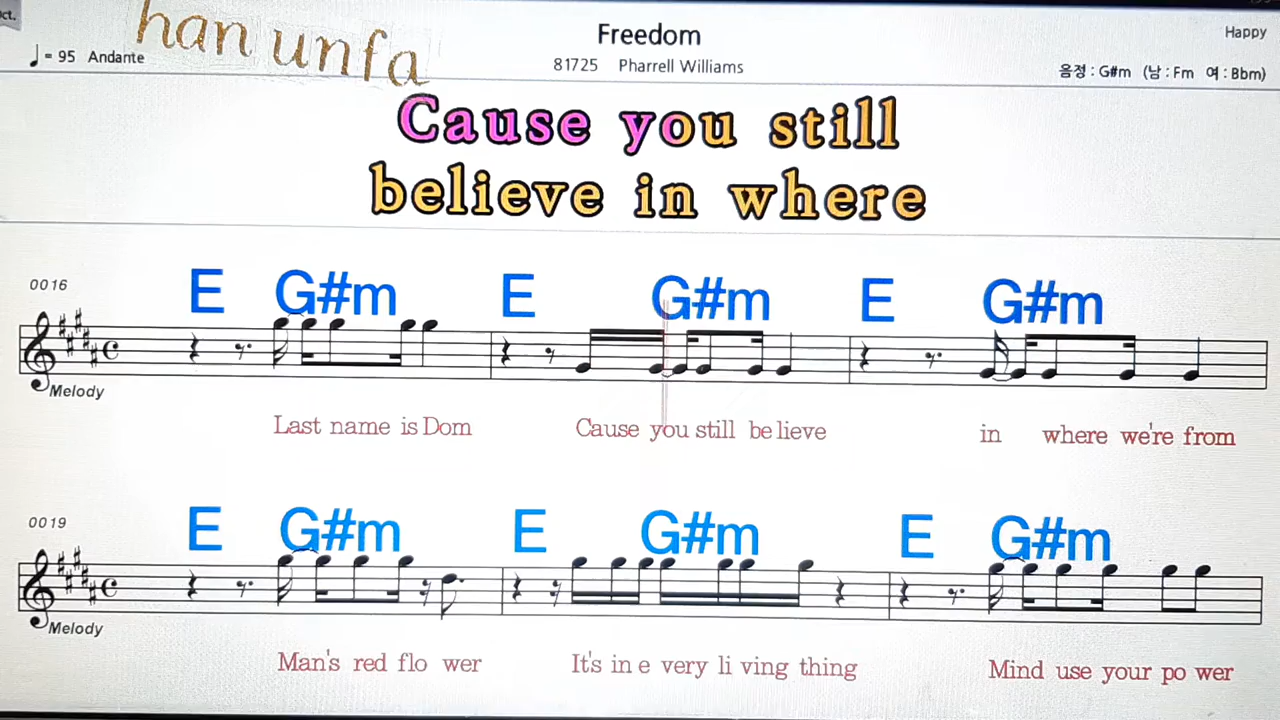 ct.
han unfa
♩= 95 Andante
Freedom
Happy
81725 Pharrell Williams
음정 : G#m (남 : Fm 여 : Bbm)
Cause you still
believe in where
0016
E G#m E G#m E G#m
Melody
Last name is Dom Cause you still be lieve in where we're from
0019
E G#m E G#m E G#m
Melody
Man's red flo wer It's in e very li ving thing Mind use your po wer